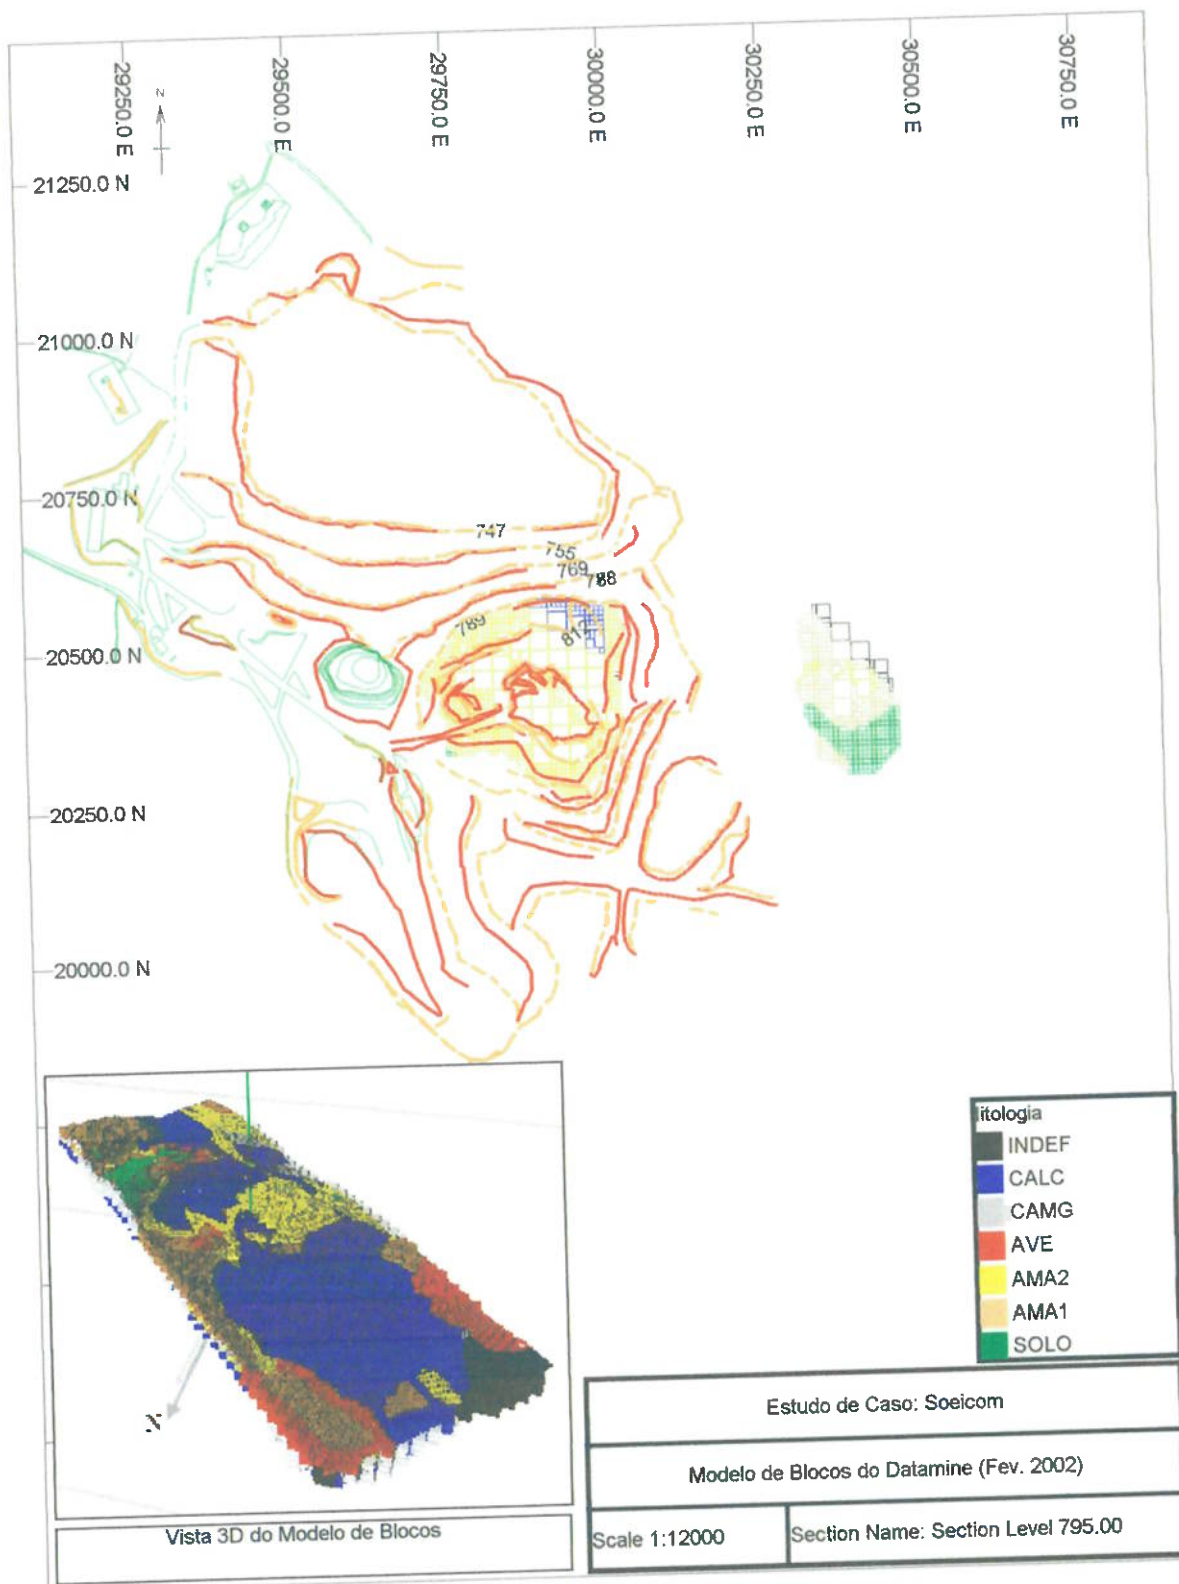 29250.0 E
29500.0 E
29750.0 E
30000.0 E
30250.0 E
30500.0 E
30750.0 E
N
21250.0 N
21000.0 N
20750.0 N
20500.0 N
20250.0 N
20000.0 N
747
755
769
789
812
N
litologia
INDEF
CALC
CAMG
AVE
AMA2
AMA1
SOLO
Vista 3D do Modelo de Blocos
Estudo de Caso: Soeicom
Modelo de Blocos do Datamine (Fev. 2002)
Scale 1:12000
Section Name: Section Level 795.00